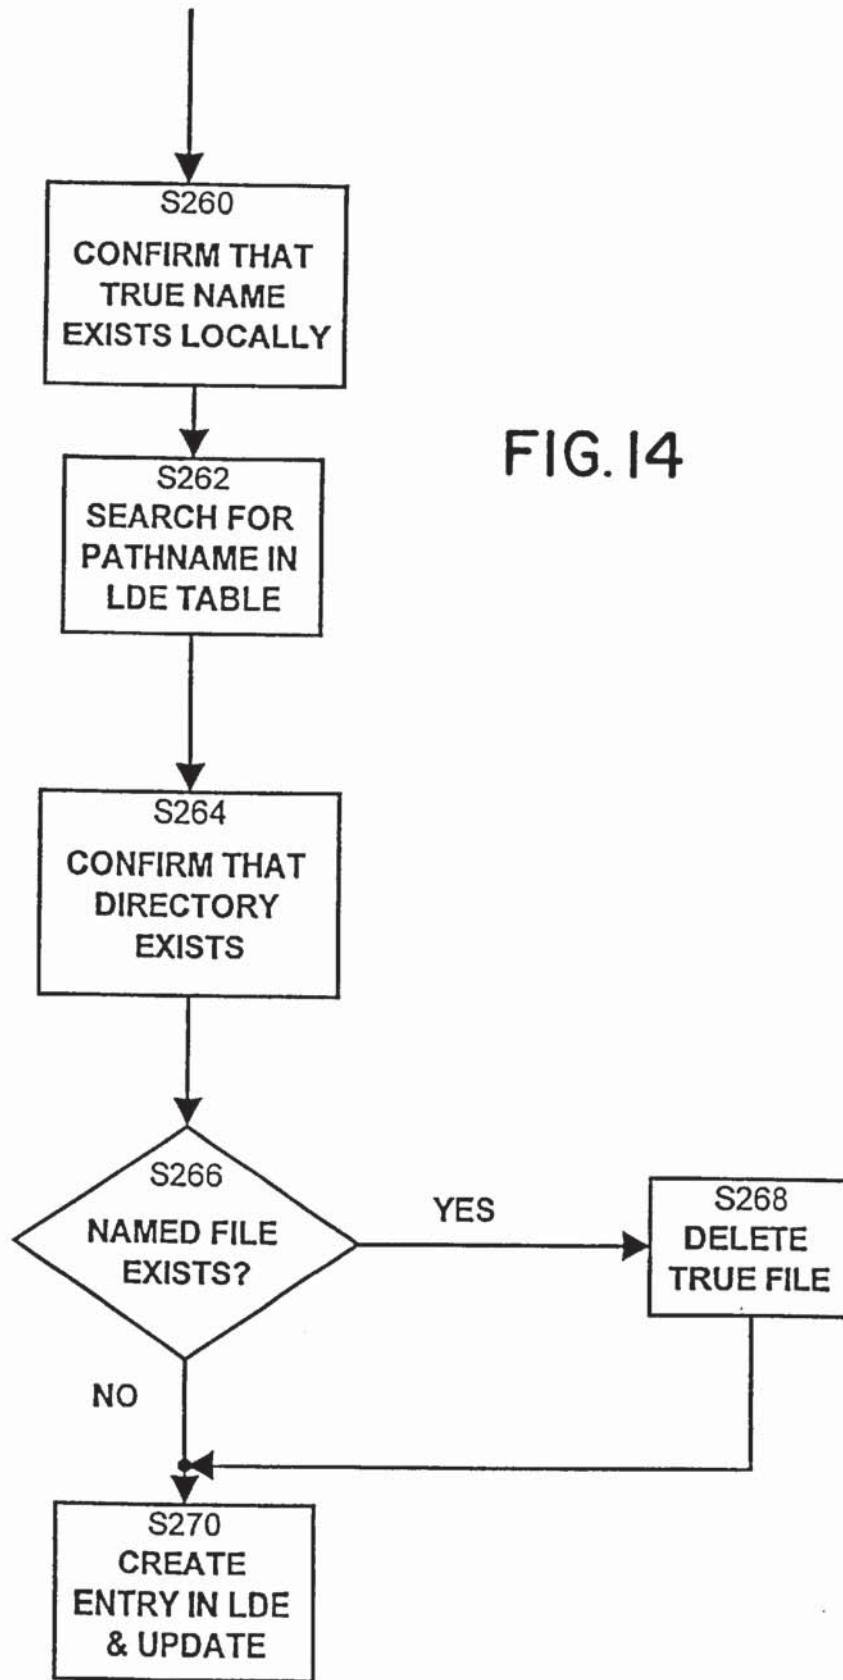 S260
CONFIRM THAT
TRUE NAME
EXISTS LOCALLY
FIG. 14
S262
SEARCH FOR
PATHNAME IN
LDE TABLE
S264
CONFIRM THAT
DIRECTORY
EXISTS
S266
NAMED FILE
EXISTS?
YES
S268
DELETE
TRUE FILE
NO
S270
CREATE
ENTRY IN LDE
& UPDATE